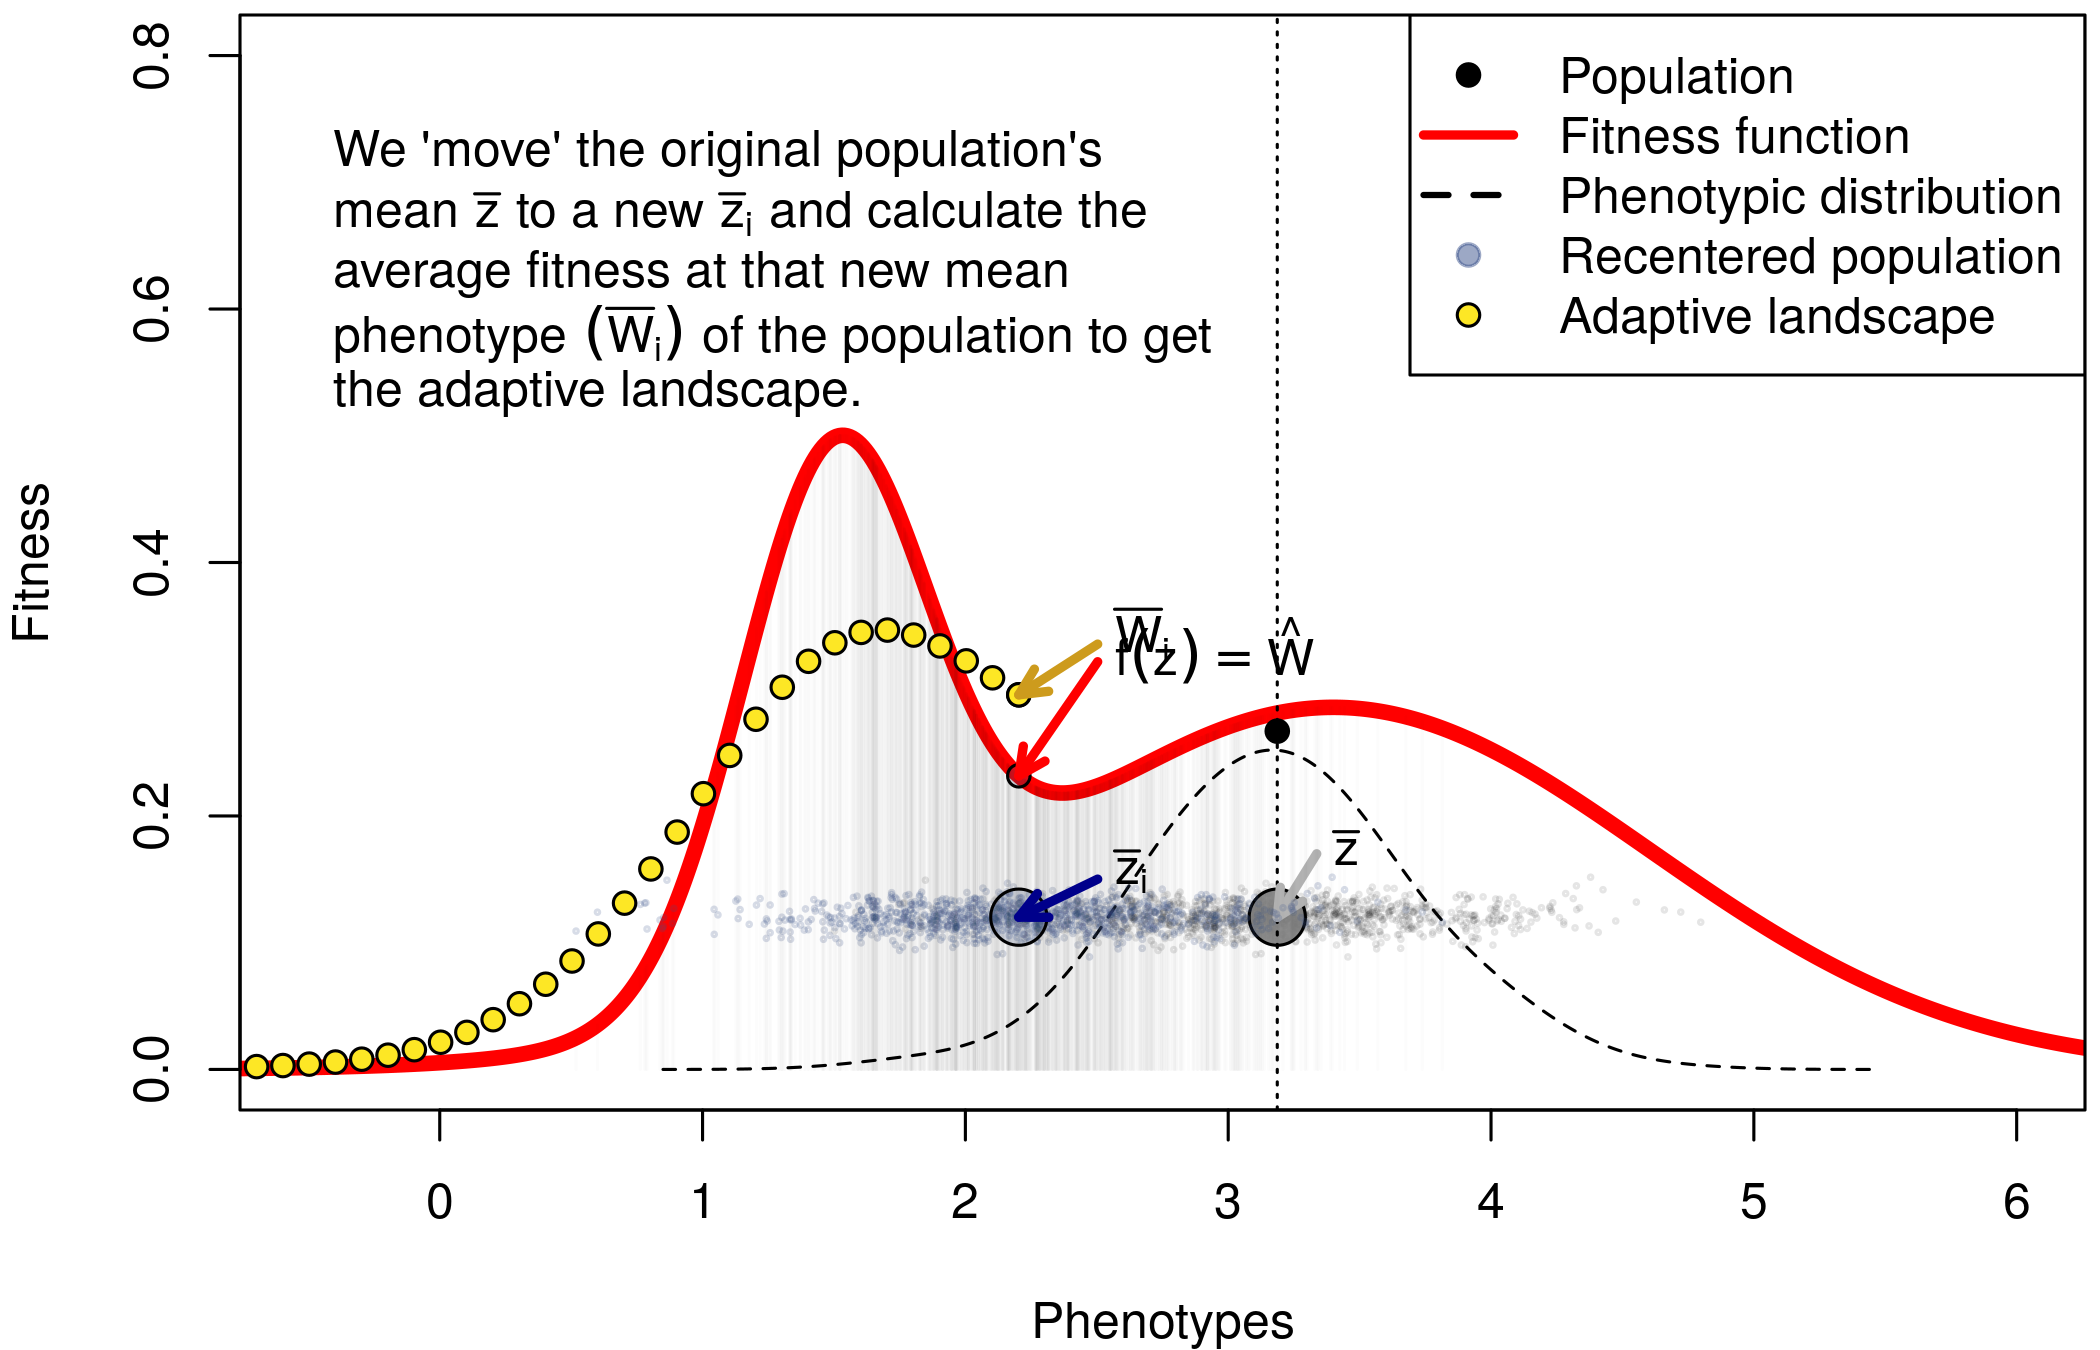 0.8
0.6
0.4
0.2
0.0
Fitness
We 'move' the original population's
mean z̅ to a new z̅ᵢ and calculate the
average fitness at that new mean
phenotype (W̅ᵢ) of the population to get
the adaptive landscape.
Population
Fitness function
Phenotypic distribution
Recentered population
Adaptive landscape
W̅ᵢ
f(z) = Ŵ
z̅
z̅ᵢ
0 1 2 3 4 5 6
Phenotypes